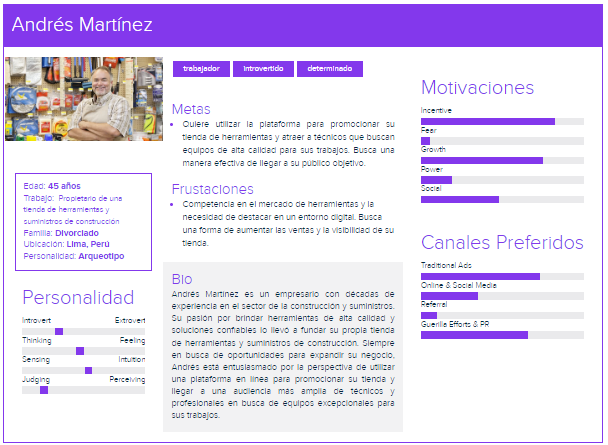 Andrés Martínez
trabajador introvertido determinado
Metas
Quiere utilizar la plataforma para promocionar su
tienda de herramientas y atraer a técnicos que buscan
equipos de alta calidad para sus trabajos. Busca una
manera efectiva de llegar a su público objetivo.
Frustaciones
Competencia en el mercado de herramientas y la
necesidad de destacar en un entorno digital. Busca
una forma de aumentar las ventas y la visibilidad de su
tienda.
Edad: 45 años
Trabajo: Propietario de una
tienda de herramientas y
suministros de construcción
Familia: Divorciado
Ubicación: Lima, Perú
Personalidad: Arquetipo
Personalidad
Introvert Extrovert
Thinking Feeling
Sensing Intuition
Judging Perceiving
Bio
Andrés Martínez es un empresario con décadas de
experiencia en el sector de la construcción y suministros.
Su pasión por brindar herramientas de alta calidad y
soluciones confiables lo llevó a fundar su propia tienda
de herramientas y suministros de construcción. Siempre
en busca de oportunidades para expandir su negocio,
Andrés está entusiasmado por la perspectiva de utilizar
una plataforma en línea para promocionar su tienda y
llegar a una audiencia más amplia de técnicos y
profesionales en busca de equipos excepcionales para
sus trabajos.
Motivaciones
Incentive
Fear
Growth
Power
Social
Canales Preferidos
Traditional Ads
Online & Social Media
Referral
Guerilla Efforts & PR